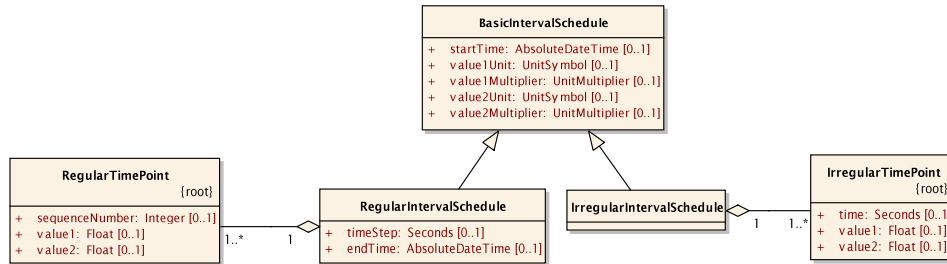 BasicIntervalSchedule
+ startTime: AbsoluteDateTime [0..1]
+ value1Unit: UnitSymbol [0..1]
+ value1Multiplier: UnitMultiplier [0..1]
+ value2Unit: UnitSymbol [0..1]
+ value2Multiplier: UnitMultiplier [0..1]
RegularTimePoint
{root}
+ sequenceNumber: Integer [0..1]
+ value1: Float [0..1]
+ value2: Float [0..1]
1..*
1
RegularIntervalSchedule
+ timeStep: Seconds [0..1]
+ endTime: AbsoluteDateTime [0..1]
IrregularIntervalSchedule
1
1..*
IrregularTimePoint
{root}
+ time: Seconds [0..1]
+ value1: Float [0..1]
+ value2: Float [0..1]